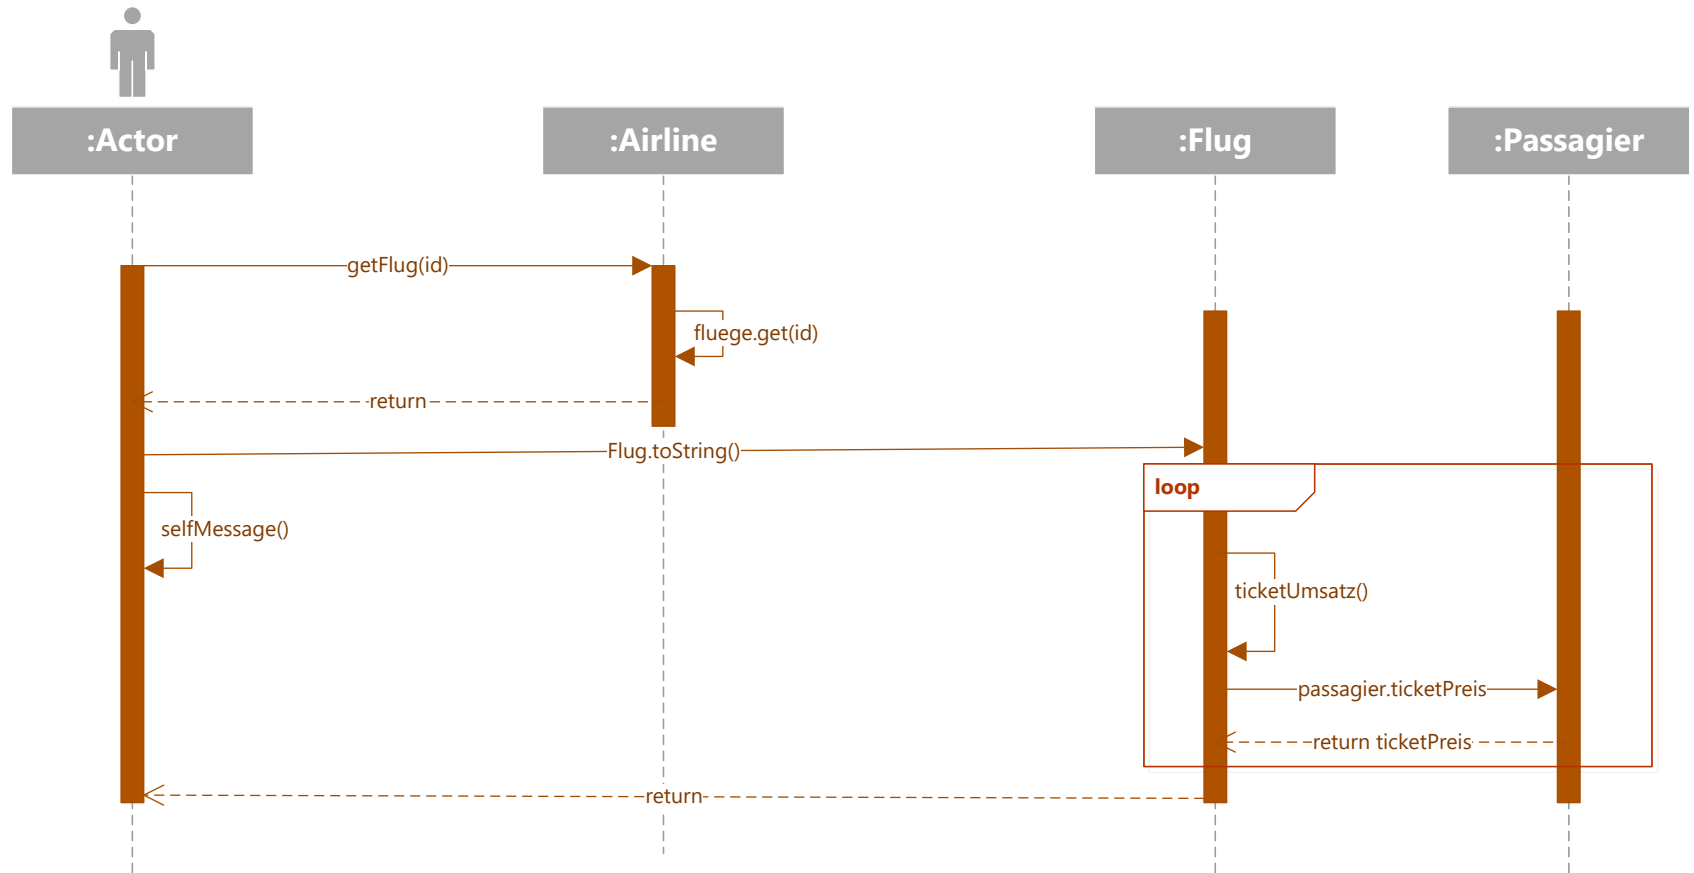 :Actor
:Airline
:Flug
:Passagier
getFlug(id)
fluege.get(id)
return
Flug.toString()
loop
selfMessage()
ticketUmsatz()
passagier.ticketPreis
return ticketPreis
return